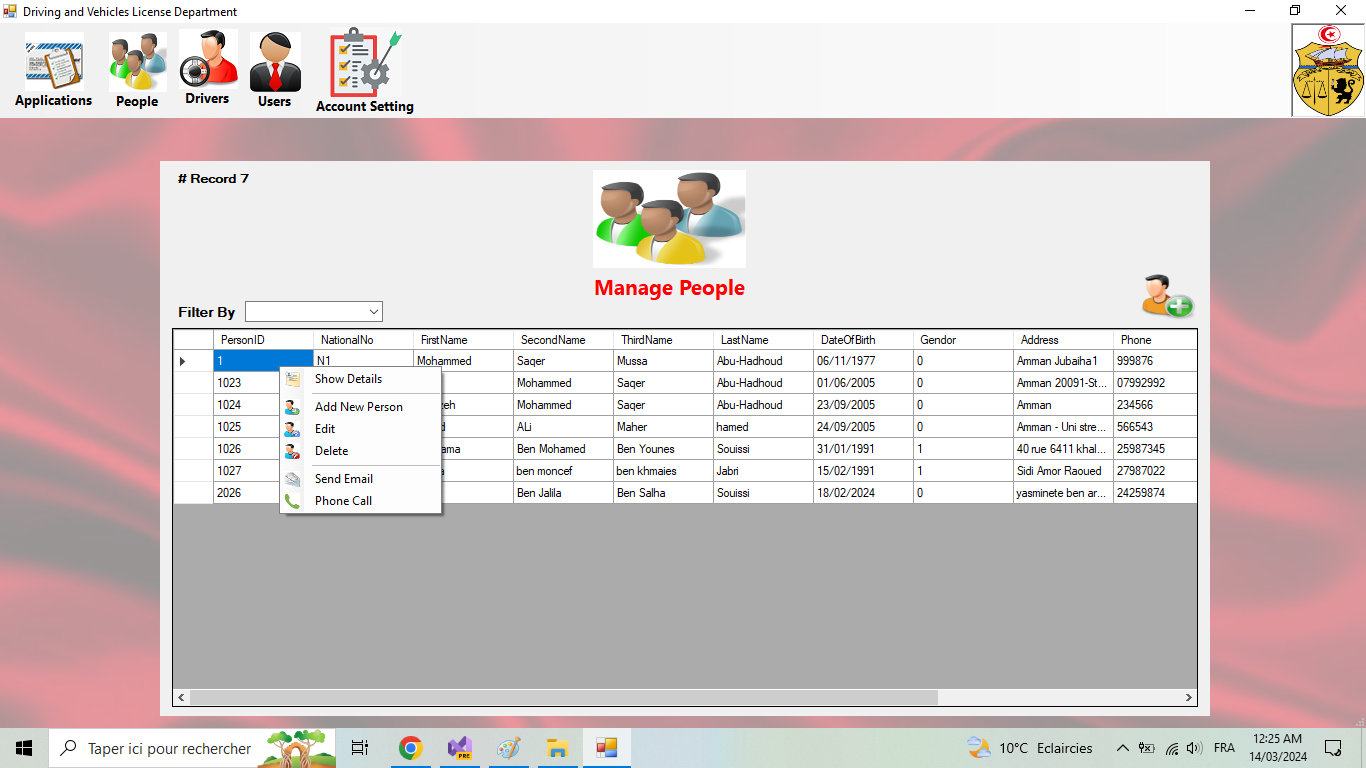 Driving and Vehicles License Department
Applications People Drivers Users Account Setting
# Record 7
Manage People
Filter By
PersonID NationalNo FirstName SecondName ThirdName LastName DateOfBirth Gendor Address Phone
1 N1 Mohammed Saqer Mussa Abu-Hadhoud 06/11/1977 0 Amman Jubaiha1 999876
1023 Mohammed Saqer Abu-Hadhoud 01/06/2005 0 Amman 20091-St... 07992992
1024 Mohammed Saqer Abu-Hadhoud 23/09/2005 0 Amman 234566
1025 ALi Maher hamed 24/09/2005 0 Amman - Uni stre... 566543
1026 Ben Mohamed Ben Younes Souissi 31/01/1991 1 40 rue 6411 khal... 25987345
1027 ben moncef ben khmaies Jabri 15/02/1991 1 Sidi Amor Raoued 27987022
2026 Ben Jalila Ben Salha Souissi 18/02/2024 0 yasminete ben ar... 24259874
Show Details
Add New Person
Edit
Delete
Send Email
Phone Call
Taper ici pour rechercher
PRE
10°C Eclaircies
FRA
12:25 AM
14/03/2024